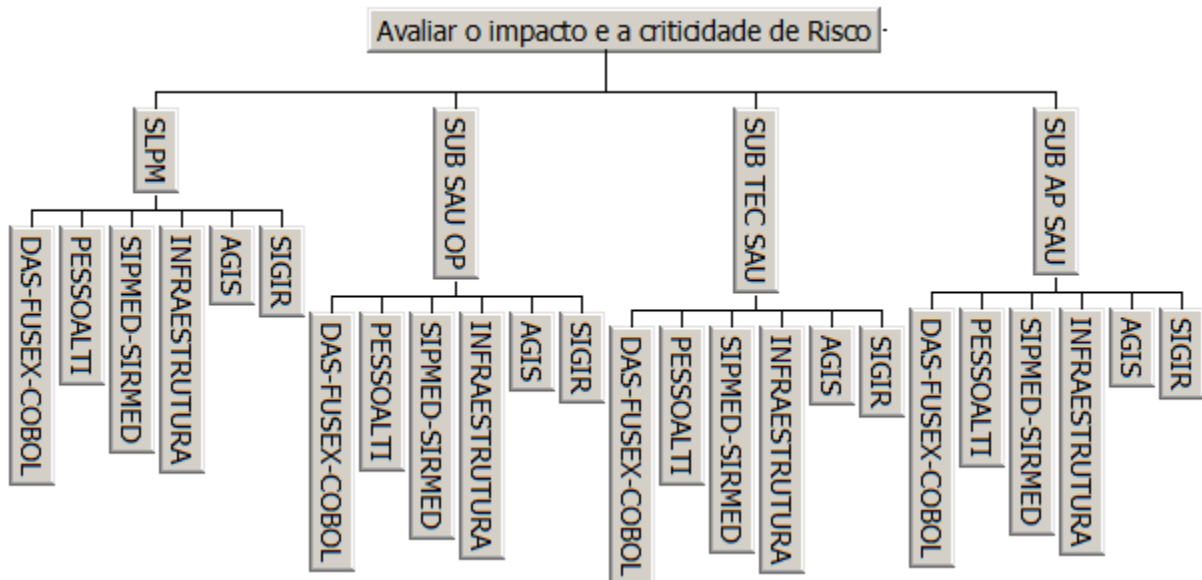 Avaliar o impacto e a criticidade de Risco
SLPM
SUB SAU OP
SUB TEC SAU
SUB AP SAU
DAS-FUSEX-COBOL
PESSOALTI
SIPMED-SIRMED
INFRAESTRUTURA
AGIS
SIGIR
DAS-FUSEX-COBOL
PESSOALTI
SIPMED-SIRMED
INFRAESTRUTURA
AGIS
SIGIR
DAS-FUSEX-COBOL
PESSOALTI
SIPMED-SIRMED
INFRAESTRUTURA
AGIS
SIGIR
DAS-FUSEX-COBOL
PESSOALTI
SIPMED-SIRMED
INFRAESTRUTURA
AGIS
SIGIR